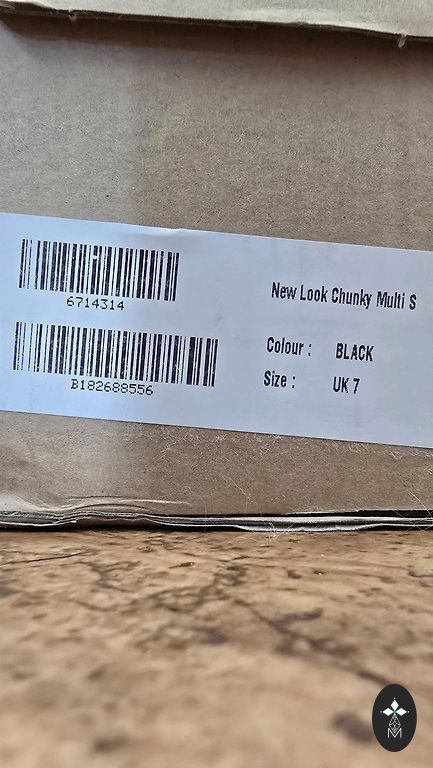 6714314
B182688556
New Look Chunky Multi S
Colour : BLACK
Size : UK 7
M